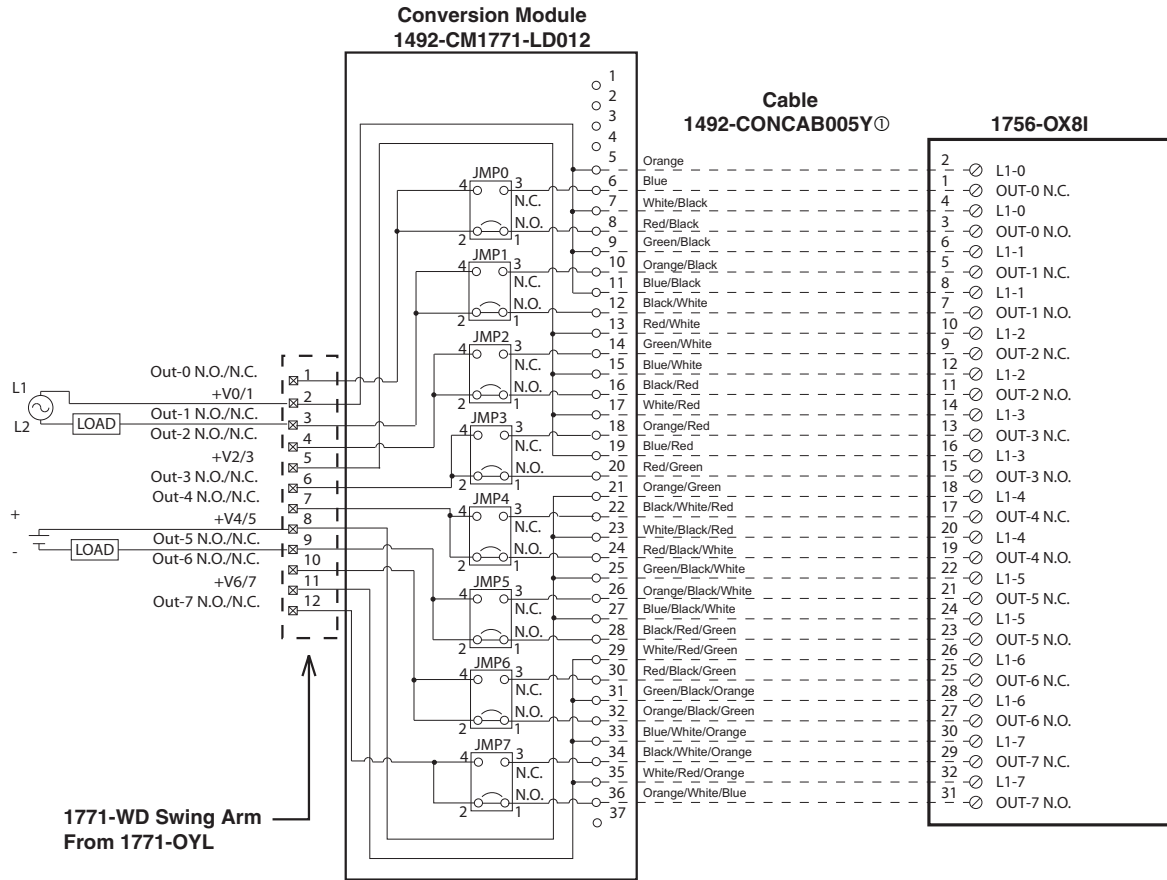 Conversion Module
1492-CM1771-LD012
Cable
1492-CONCAB005Y①
1756-OX8I
1
2
3
4
5 Orange 2 L1-0
6 Blue 1 OUT-0 N.C.
7 White/Black 4 L1-0
8 Red/Black 3 OUT-0 N.O.
9 Green/Black 6 L1-1
10 Orange/Black 5 OUT-1 N.C.
11 Blue/Black 8 L1-1
12 Black/White 7 OUT-1 N.O.
13 Red/White 10 L1-2
14 Green/White 9 OUT-2 N.C.
15 Blue/White 12 L1-2
16 Black/Red 11 OUT-2 N.O.
17 White/Red 14 L1-3
18 Orange/Red 13 OUT-3 N.C.
19 Blue/Red 16 L1-3
20 Red/Green 15 OUT-3 N.O.
21 Orange/Green 18 L1-4
22 Black/White/Red 17 OUT-4 N.C.
23 White/Black/Red 20 L1-4
24 Red/Black/White 19 OUT-4 N.O.
25 Green/Black/White 22 L1-5
26 Orange/Black/White 21 OUT-5 N.C.
27 Blue/Black/White 24 L1-5
28 Black/Red/Green 23 OUT-5 N.O.
29 White/Red/Green 26 L1-6
30 Red/Black/Green 25 OUT-6 N.C.
31 Green/Black/Orange 28 L1-6
32 Orange/Black/Green 27 OUT-6 N.O.
33 Blue/White/Orange 30 L1-7
34 Black/White/Orange 29 OUT-7 N.C.
35 White/Red/Orange 32 L1-7
36 Orange/White/Blue 31 OUT-7 N.O.
37
JMP0
4 3
N.C.
N.O.
2 1
JMP1
4 3
N.C.
N.O.
2 1
JMP2
4 3
N.C.
N.O.
2 1
JMP3
4 3
N.C.
N.O.
2 1
JMP4
4 3
N.C.
N.O.
2 1
JMP5
4 3
N.C.
N.O.
2 1
JMP6
4 3
N.C.
N.O.
2 1
JMP7
4 3
N.C.
N.O.
2 1
Out-0 N.O./N.C. 1
L1 +V0/1 2
L2 LOAD Out-1 N.O./N.C. 3
Out-2 N.O./N.C. 4
+V2/3 5
Out-3 N.O./N.C. 6
Out-4 N.O./N.C. 7
+ +V4/5 8
- LOAD Out-5 N.O./N.C. 9
Out-6 N.O./N.C. 10
+V6/7 11
Out-7 N.O./N.C. 12
1771-WD Swing Arm
From 1771-OYL